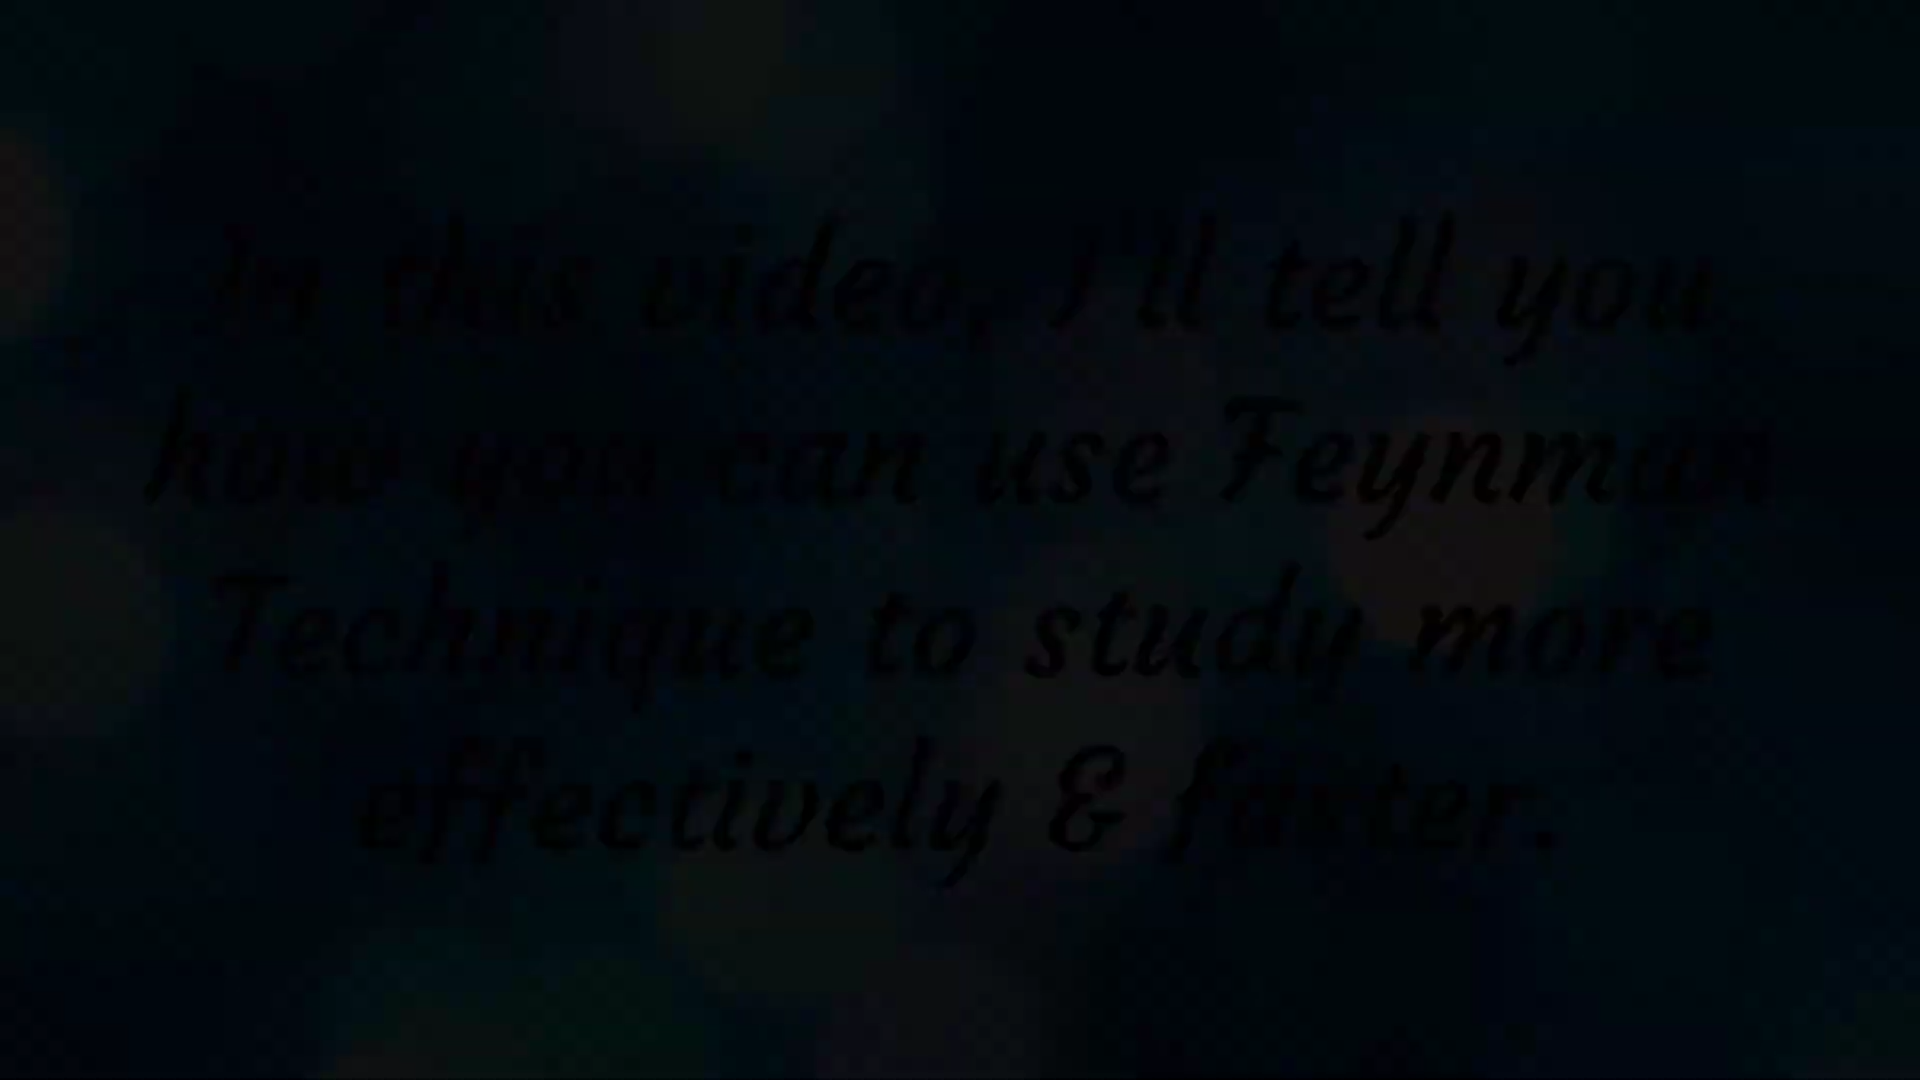 In this video, I'll tell you
how you can use Feynman
Technique to study more
effectively & faster.